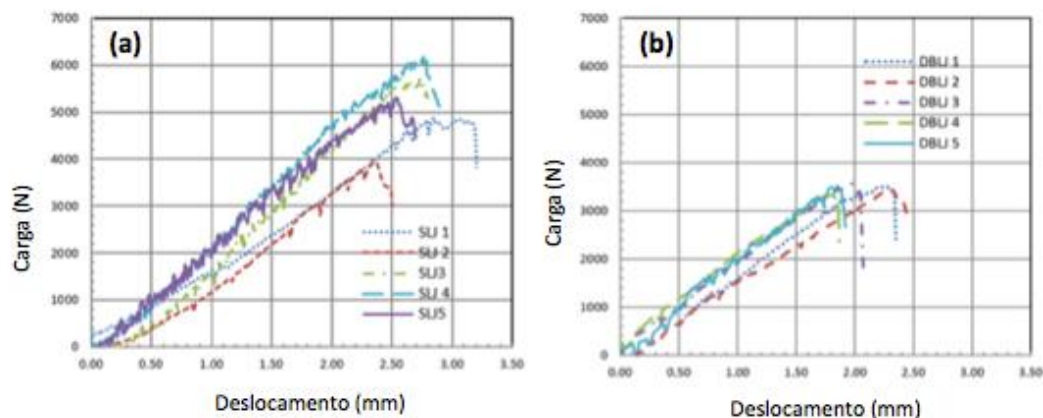 (a)
7000
6000
5000
4000
3000
2000
1000
0
Carga (N)
SLJ 1
SLJ 2
SLJ3
SLJ 4
SLJ5
0.00 0.50 1.00 1.50 2.00 2.50 3.00 3.50
Deslocamento (mm)
(b)
7000
6000
5000
4000
3000
2000
1000
0
Carga (N)
DBLJ 1
DBLJ 2
DBLJ 3
DBLJ 4
DBLJ 5
0.00 0.50 1.00 1.50 2.00 2.50 3.00 3.50
Deslocamento (mm)